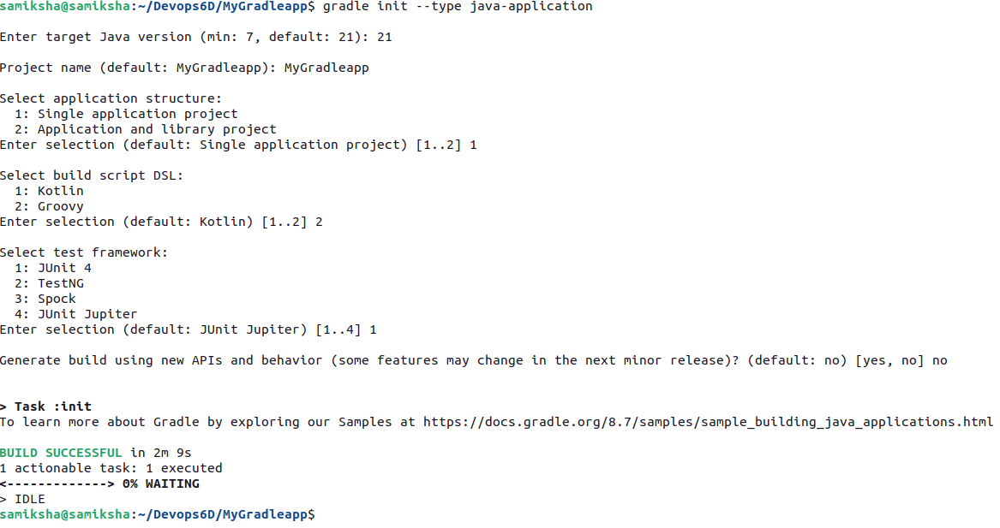 samiksha@samiksha:~/Devops6D/MyGradleapp$ gradle init --type java-application
Enter target Java version (min: 7, default: 21): 21
Project name (default: MyGradleapp): MyGradleapp
Select application structure:
  1: Single application project
  2: Application and library project
Enter selection (default: Single application project) [1..2] 1
Select build script DSL:
  1: Kotlin
  2: Groovy
Enter selection (default: Kotlin) [1..2] 2
Select test framework:
  1: JUnit 4
  2: TestNG
  3: Spock
  4: JUnit Jupiter
Enter selection (default: JUnit Jupiter) [1..4] 1
Generate build using new APIs and behavior (some features may change in the next minor release)? (default: no) [yes, no] no
> Task :init
To learn more about Gradle by exploring our Samples at https://docs.gradle.org/8.7/samples/sample_building_java_applications.html
BUILD SUCCESSFUL in 2m 9s
1 actionable task: 1 executed
<-------------> 0% WAITING
> IDLE
samiksha@samiksha:~/Devops6D/MyGradleapp$